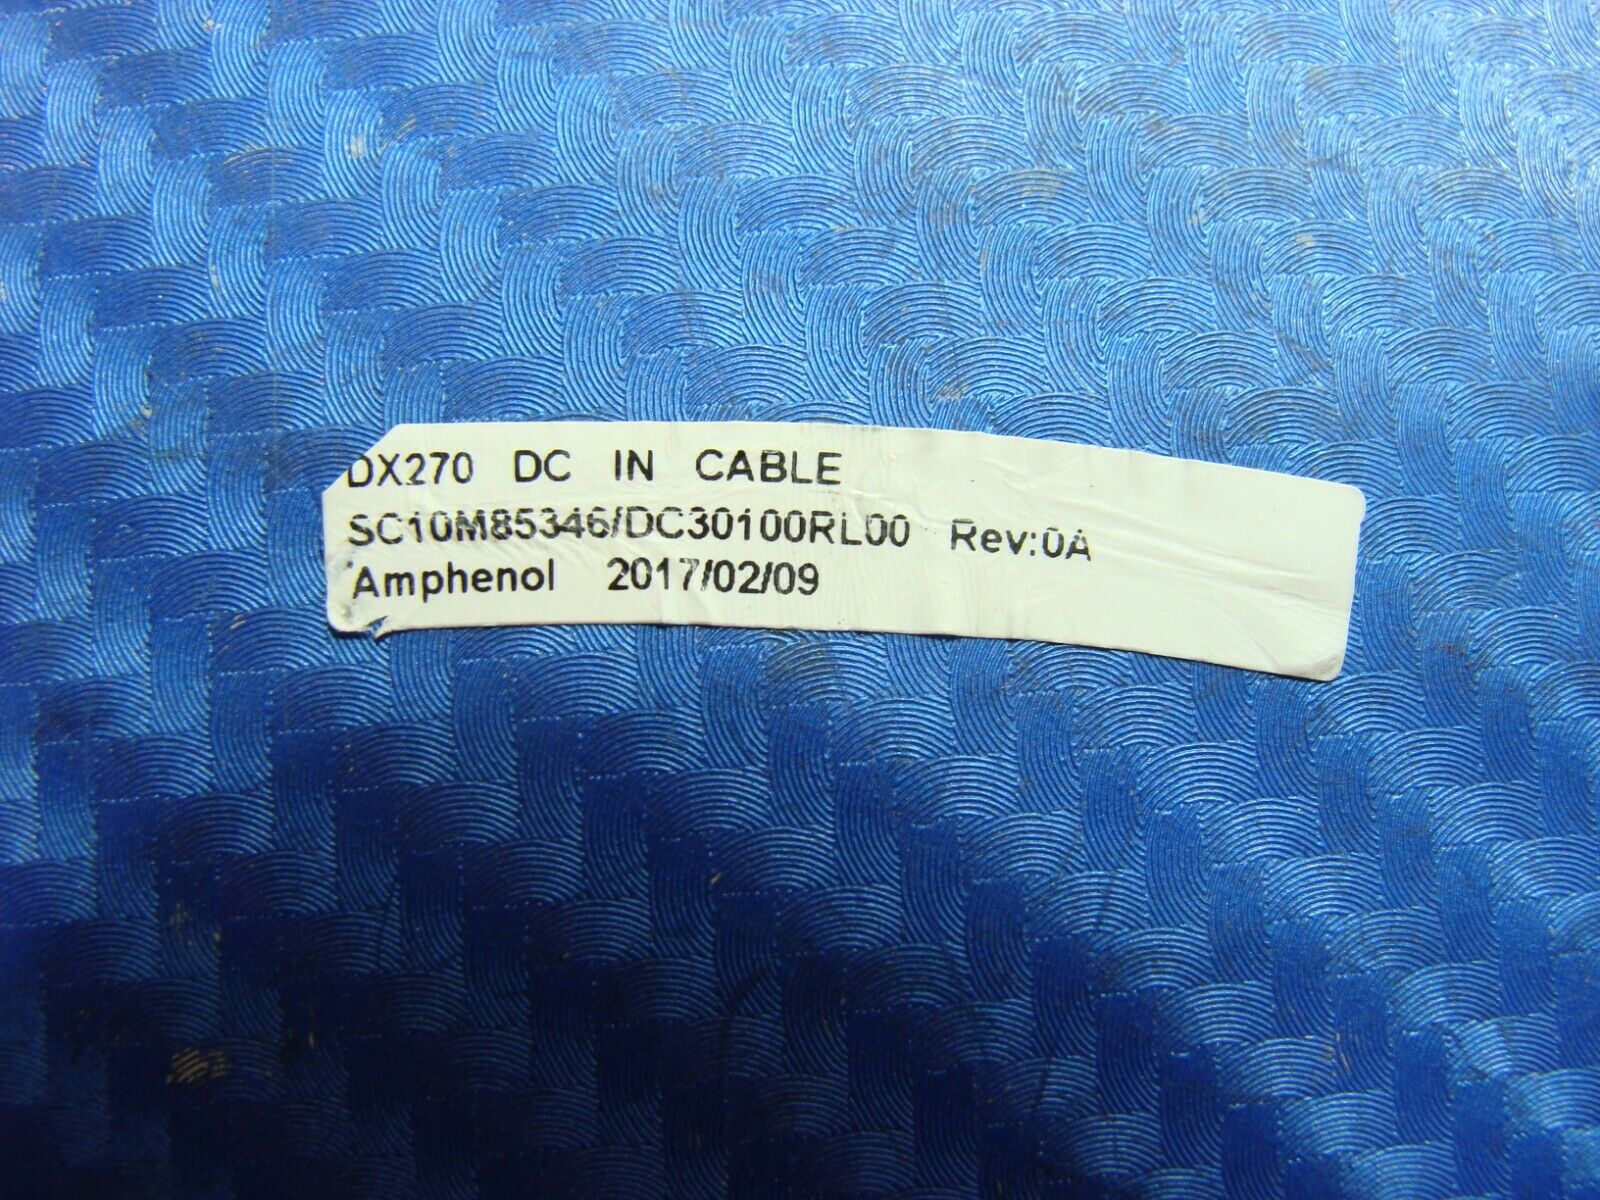 DX270 DC IN CABLE
SC10M85346/DC30100RL00 Rev:0A
Amphenol 2017/02/09